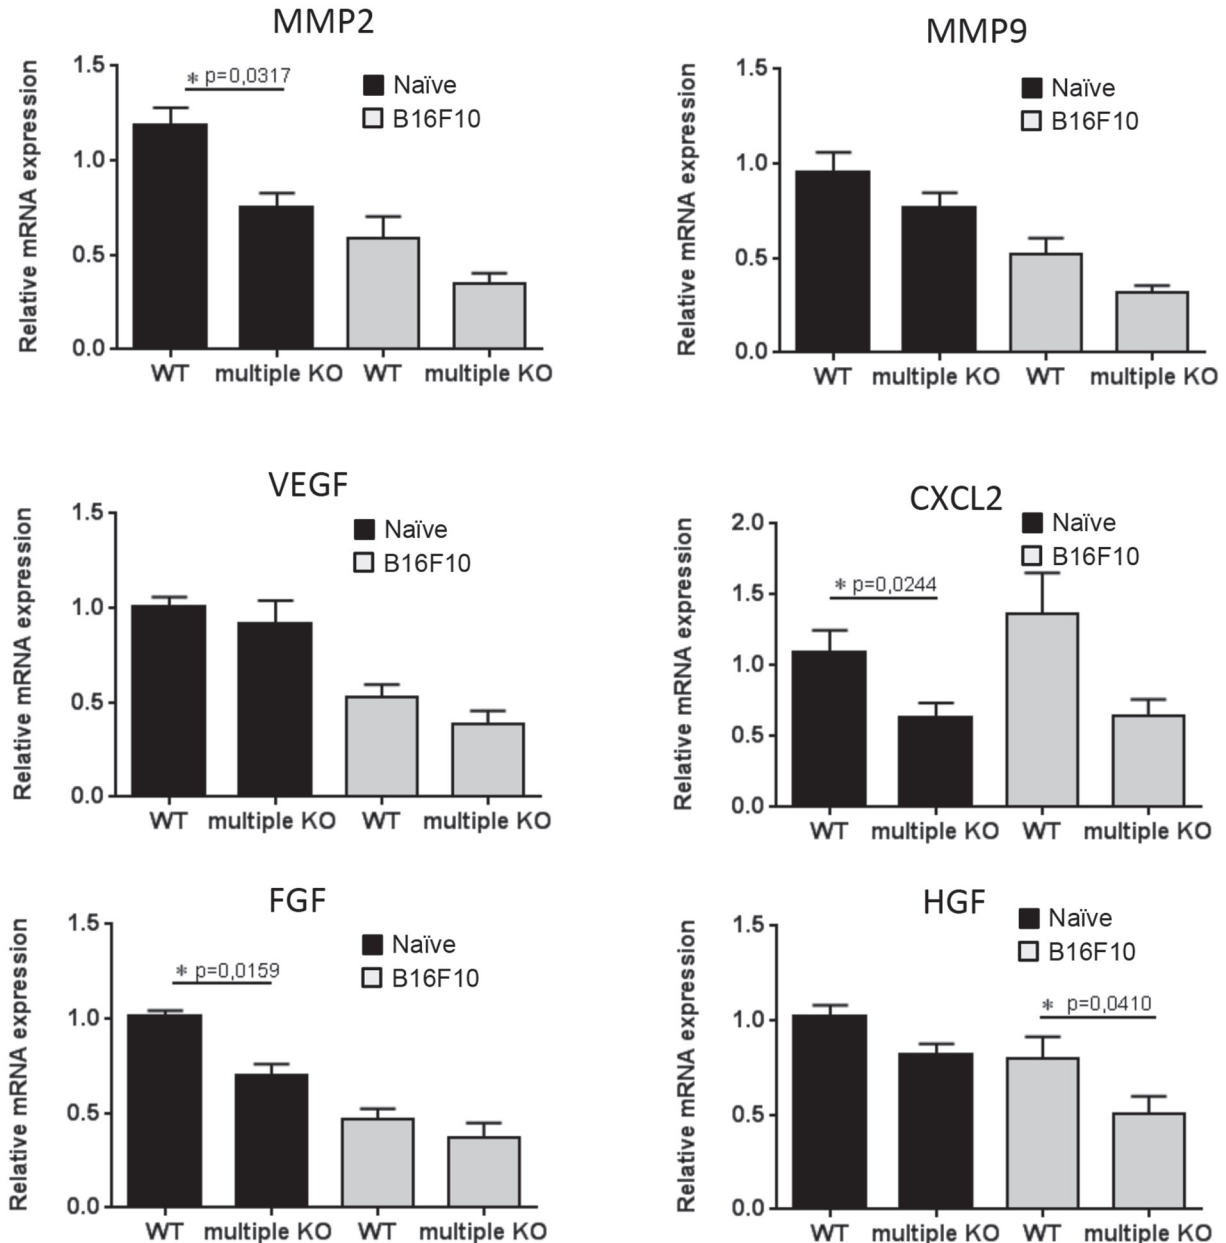 MMP2
Relative mRNA expression
1.5
1.0
0.5
0.0
* p=0,0317
Naïve
B16F10
WT multiple KO WT multiple KO
MMP9
Relative mRNA expression
1.5
1.0
0.5
0.0
Naïve
B16F10
WT multiple KO WT multiple KO
VEGF
Relative mRNA expression
1.5
1.0
0.5
0.0
Naïve
B16F10
WT multiple KO WT multiple KO
CXCL2
Relative mRNA expression
2.0
1.5
1.0
0.5
0.0
* p=0,0244
Naïve
B16F10
WT multiple KO WT multiple KO
FGF
Relative mRNA expression
1.5
1.0
0.5
0.0
* p=0,0159
Naïve
B16F10
WT multiple KO WT multiple KO
HGF
Relative mRNA expression
1.5
1.0
0.5
0.0
Naïve
B16F10
* p=0,0410
WT multiple KO WT multiple KO